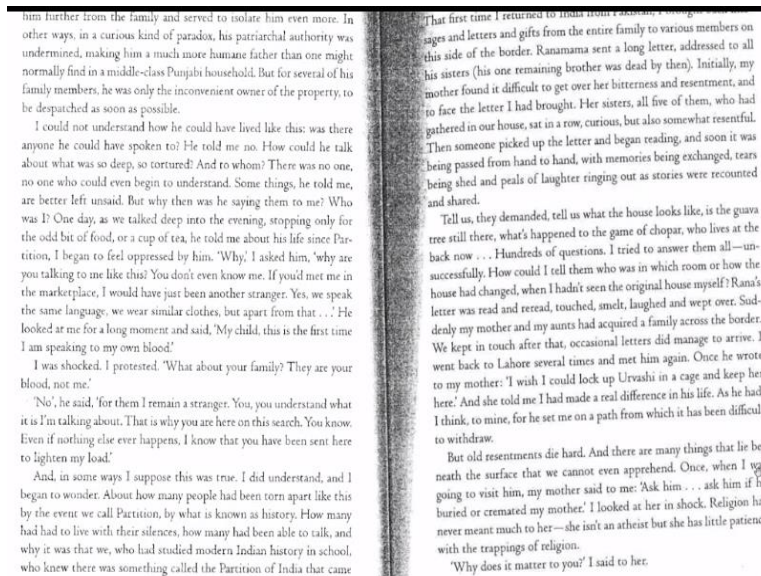 him further from the family and served to isolate him even more. In
other ways, in a curious kind of paradox, his patriarchal authority was
undermined, making him a much more humane father than one might
normally find in a middle-class Punjabi household. But for several of his
family members, he was only the inconvenient owner of the property, to
be despatched as soon as possible.
I could not understand how he could have lived like this: was there
anyone he could have spoken to? He told me no. How could he talk
about what was so deep, so tortured? And to whom? There was no one,
no one who could even begin to understand. Some things, he told me,
are better left unsaid. But why then was he saying them to me? Who
was I? One day, as we talked deep into the evening, stopping only for
the odd bit of food, or a cup of tea, he told me about his life since Par-
tition, I began to feel oppressed by him. 'Why,' I asked him, 'why are
you talking to me like this? You don't even know me. If you'd met me in
the marketplace, I would have just been another stranger. Yes, we speak
the same language, we wear similar clothes, but apart from that . . .' He
looked at me for a long moment and said, 'My child, this is the first time
I am speaking to my own blood.'
I was shocked. I protested. 'What about your family? They are your
blood, not me.'
'No', he said, 'for them I remain a stranger. You, you understand what
it is I'm talking about. That is why you are here on this search. You know.
Even if nothing else ever happens, I know that you have been sent here
to lighten my load.'
And, in some ways I suppose this was true. I did understand, and I
began to wonder. About how many people had been torn apart like this
by the event we call Partition, by what is known as history. How many
had had to live with their silences, how many had been able to talk, and
why it was that we, who had studied modern Indian history in school,
who knew there was something called the Partition of India that came
That first time I returned to India from Pakistan, I brought
sages and letters and gifts from the entire family to various members on
this side of the border. Ranamama sent a long letter, addressed to all
his sisters (his one remaining brother was dead by then). Initially, my
mother found it difficult to get over her bitterness and resentment, and
to face the letter I had brought. Her sisters, all five of them, who had
gathered in our house, sat in a row, curious, but also somewhat resentful.
Then someone picked up the letter and began reading, and soon it was
being passed from hand to hand, with memories being exchanged, tears
being shed and peals of laughter ringing out as stories were recounted
and shared.
Tell us, they demanded, tell us what the house looks like, is the guava
tree still there, what's happened to the game of chopar, who lives at the
back now . . . Hundreds of questions. I tried to answer them all—un-
successfully. How could I tell them who was in which room or how the
house had changed, when I hadn't seen the original house myself? Rana's
letter was read and reread, touched, smelt, laughed and wept over. Sud-
denly my mother and my aunts had acquired a family across the border.
We kept in touch after that, occasional letters did manage to arrive. I
went back to Lahore several times and met him again. Once he wrote
to my mother: 'I wish I could lock up Urvashi in a cage and keep her
here.' And she told me I had made a real difference in his life. As he had
I think, to mine, for he set me on a path from which it has been difficul
to withdraw.
But old resentments die hard. And there are many things that lie be
neath the surface that we cannot even apprehend. Once, when I wa
going to visit him, my mother said to me: 'Ask him . . . ask him if h
buried or cremated my mother.' I looked at her in shock. Religion ha
never meant much to her—she isn't an atheist but she has little patienc
with the trappings of religion.
'Why does it matter to you?' I said to her.